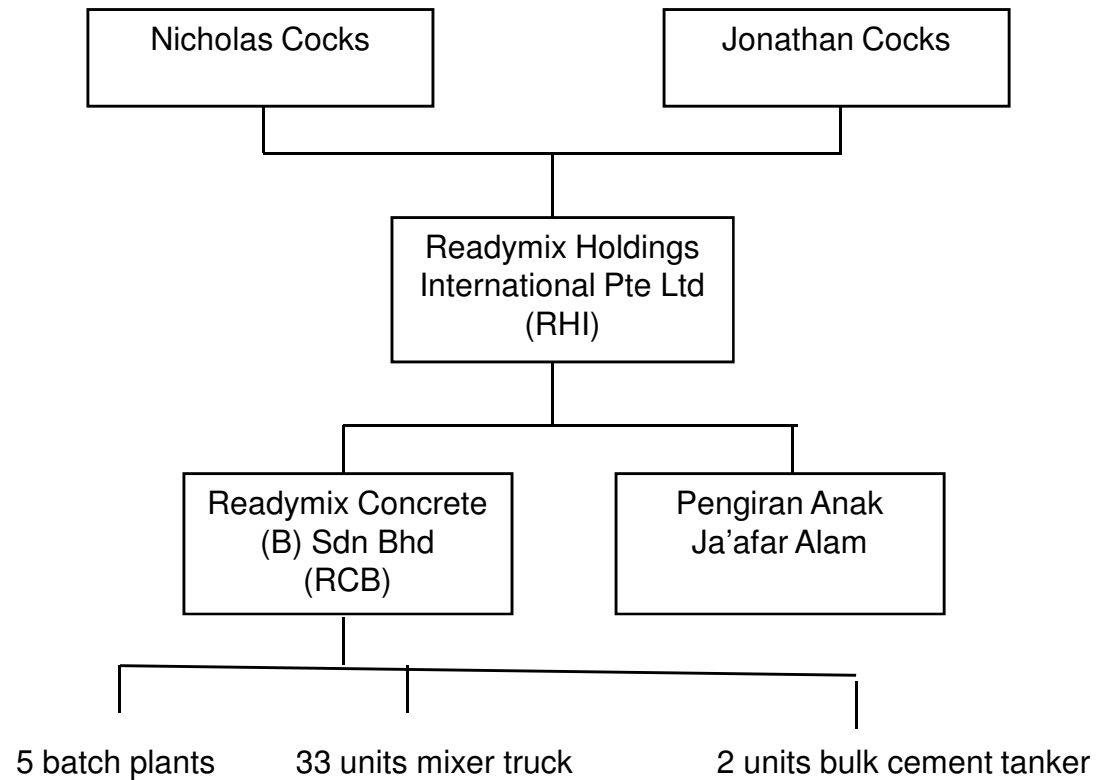 Nicholas Cocks
Jonathan Cocks
Readymix Holdings
International Pte Ltd
(RHI)
Readymix Concrete
(B) Sdn Bhd
(RCB)
Pengiran Anak
Ja'afar Alam
5 batch plants
33 units mixer truck
2 units bulk cement tanker